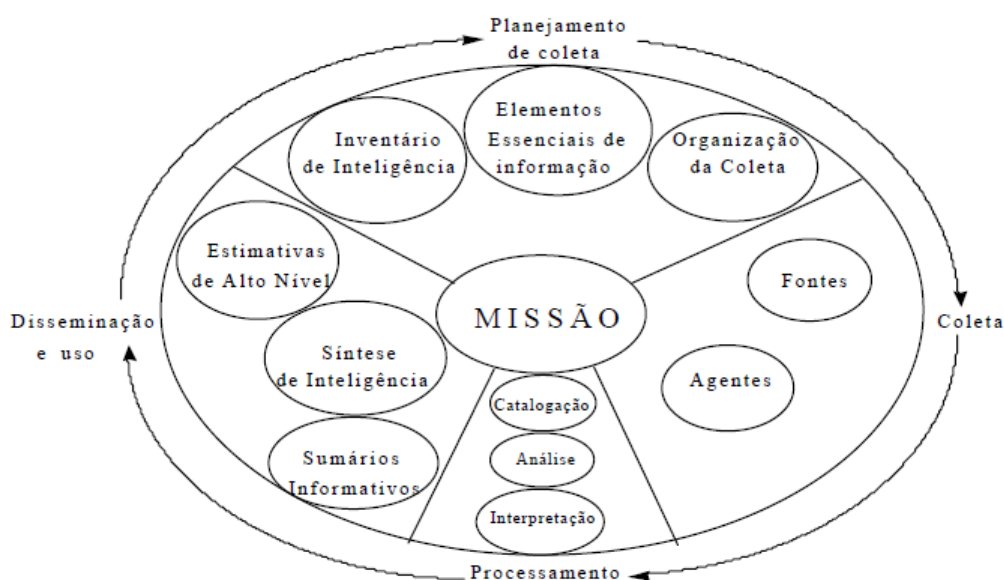 Planejamento
de coleta
Inventário
de Inteligência
Elementos
Essenciais de
informação
Organização
da Coleta
Estimativas
de Alto Nível
Fontes
MISSÃO
Disseminação
e uso
Coleta
Síntese
de Inteligência
Agentes
Catalogação
Análise
Sumários
Informativos
Interpretação
Processamento